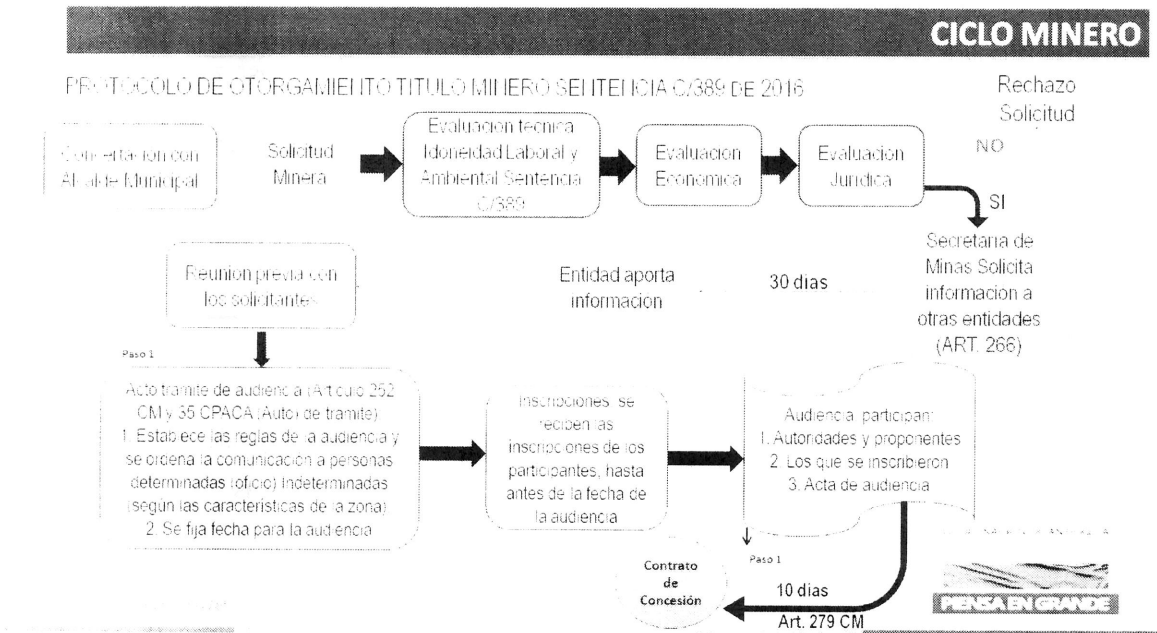 CICLO MINERO
PROTOCOLO DE OTORGAMIENTO TITULO MINERO SENTENCIA C/389 DE 2016
Rechazo
Solicitud
NO
Concertacion con
Alcalde Municipal
Solicitud
Minera
Evaluacion tecnica
Idoneidad Laboral y
Ambiental Sentencia
C/389
Evaluacion
Economica
Evaluacion
Juridica
SI
Secretaria de
Minas Solicita
informacion a
otras entidades
(ART. 266)
30 dias
Entidad aporta
informacion
Reunion previa con
los solicitantes
Paso 1
Acto tramite de audiencia (Articulo 252
CM y 35 CPACA (Auto) de tramite)
1. Establece las reglas de la audiencia y
se ordena la comunicación a personas
determinadas (oficio) Indeterminadas
(según las características de la zona)
2. Se fija fecha para la audiencia
Inscripciones se
reciben las
inscripciones de los
participantes, hasta
antes de la fecha de
la audiencia
Audiencia participan:
1. Autoridades y proponentes
2. Los que se inscribieron
3. Acta de audiencia
Paso 1
Contrato
de
Concesión
10 dias
Art. 279 CM
PIENSA EN GRANDE